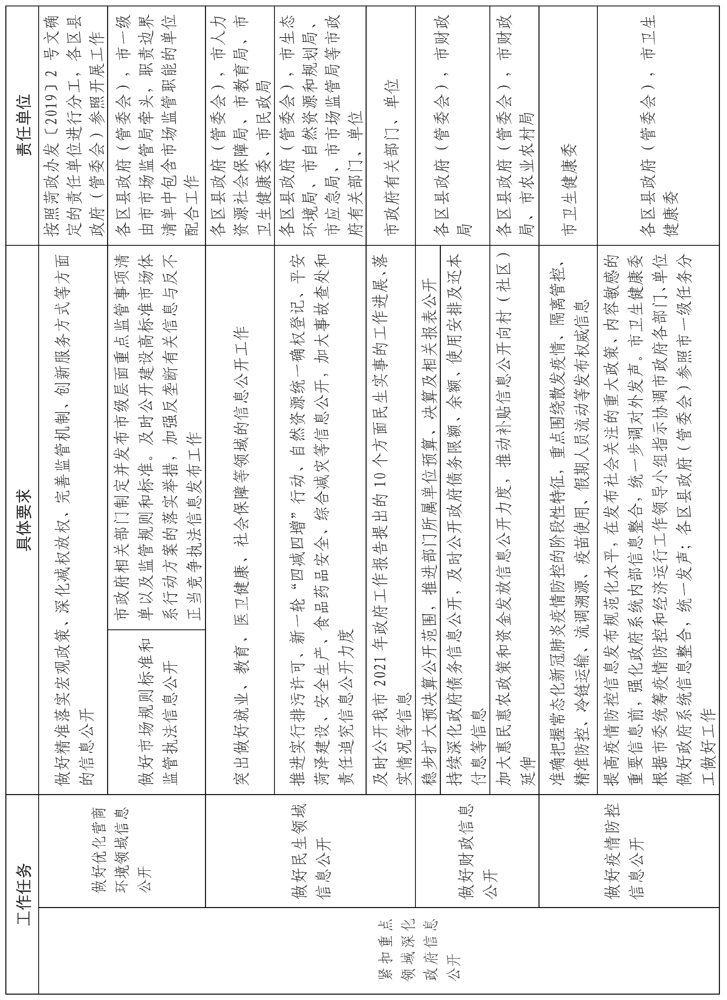 工作任务
具体要求
责任单位
紧扣重点
领域深化
政府信息
公开
做好优化营商
环境领域信息
公开
做好精准落实宏观政策、深化减权放权、完善监管机制、创新服务方式等方面
的信息公开
按照菏政办发〔2019〕2 号文确
定的责任单位进行分工，各区县
政府（管委会）参照开展工作
做好市场规则标准和
监管执法信息公开
市政府相关部门制定并发布市级层面重点监管事项清
单以及监管规则和标准。及时公开建设高标准市场体
系行动方案的落实举措，加强反垄断有关信息与反不
正当竞争执法信息发布工作
各区县政府（管委会），市一级
由市市场监管局牵头，职责边界
清单中包含市场监管职能的单位
配合工作
做好民生领域
信息公开
突出做好就业、教育、医卫健康、社会保障等领域的信息公开工作
各区县政府（管委会），市人力
资源社会保障局、市教育局、市
卫生健康委、市民政局
推进实行排污许可、新一轮“四减四增”行动、自然资源统一确权登记、平安
菏泽建设、安全生产、食品药品安全、综合减灾等信息公开，加大事故查处和
责任追究信息公开力度
各区县政府（管委会），市生态
环境局、市自然资源和规划局、
市应急局、市市场监管局等市政
府有关部门、单位
及时公开我市 2021 年政府工作报告提出的 10 个方面民生实事的工作进展、落
实情况等信息
市政府有关部门、单位
做好财政信息
公开
稳步扩大预决算公开范围，推进部门所属单位预算、决算及相关报表公开
持续深化政府债务信息公开，及时公开政府债务限额、余额、使用安排及还本
付息等信息
各区县政府（管委会），市财政
局
加大惠民惠农政策和资金发放信息公开力度，推动补贴信息公开向村（社区）
延伸
各区县政府（管委会），市财政
局、市农业农村局
做好疫情防控
信息公开
准确把握常态化新冠肺炎疫情防控的阶段性特征，重点围绕散发疫情、隔离管控、
精准防控、冷链运输、流调溯源、疫苗使用、假期人员流动等发布权威信息
市卫生健康委
提高疫情防控信息发布规范化水平，在发布社会关注的重大政策、内容敏感的
重要信息前，强化政府系统内部信息整合，统一步调对外发声。市卫生健康委
根据市委统筹疫情防控和经济运行工作领导小组指示协调市政府各部门、单位
做好政府系统信息整合，统一发声；各区县政府（管委会）参照市一级任务分
工做好工作
各区县政府（管委会），市卫生
健康委